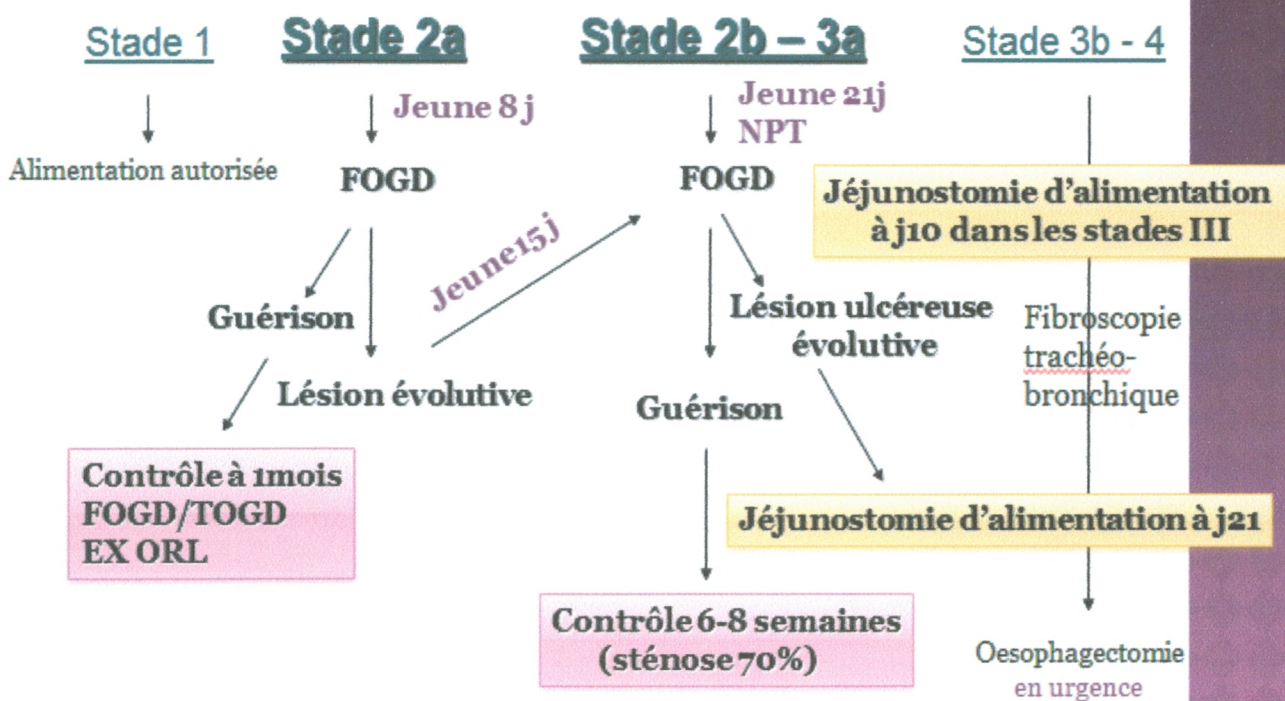 Stade 1
Stade 2a
Stade 2b – 3a
Stade 3b - 4
Jeune 8 j
Jeune 21j
NPT
Alimentation autorisée
FOGD
FOGD
Jéjunostomie d'alimentation
à j10 dans les stades III
Jeune15 j
Guérison
Lésion évolutive
Lésion ulcéreuse
évolutive
Fibroscopie
trachéo-
bronchique
Guérison
Contrôle à 1mois
FOGD/TOGD
EX ORL
Jéjunostomie d'alimentation à j21
Contrôle 6-8 semaines
(sténose 70%)
Oesophagectomie
en urgence